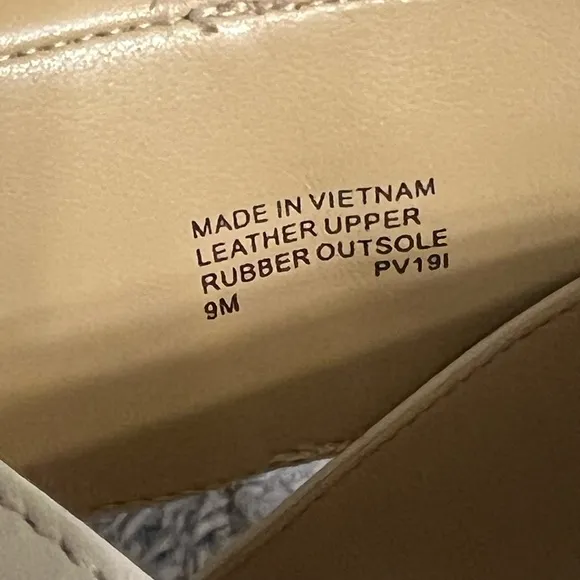 MADE IN VIETNAM
LEATHER UPPER
RUBBER OUTSOLE
9M PV19I